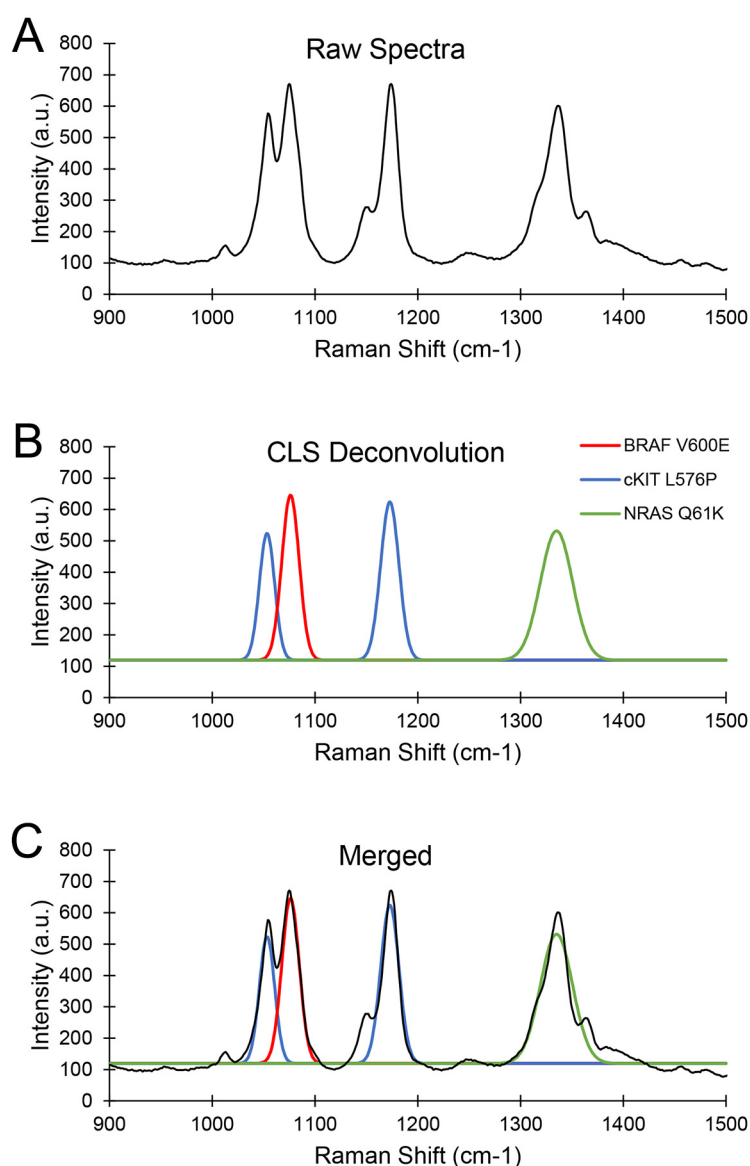 A
Raw Spectra
800
700
600
500
400
300
200
100
0
Intensity (a.u.)
900 1000 1100 1200 1300 1400 1500
Raman Shift (cm-1)
B
CLS Deconvolution
BRAF V600E
cKIT L576P
NRAS Q61K
800
700
600
500
400
300
200
100
0
Intensity (a.u.)
900 1000 1100 1200 1300 1400 1500
Raman Shift (cm-1)
C
Merged
800
700
600
500
400
300
200
100
0
Intensity (a.u.)
900 1000 1100 1200 1300 1400 1500
Raman Shift (cm-1)